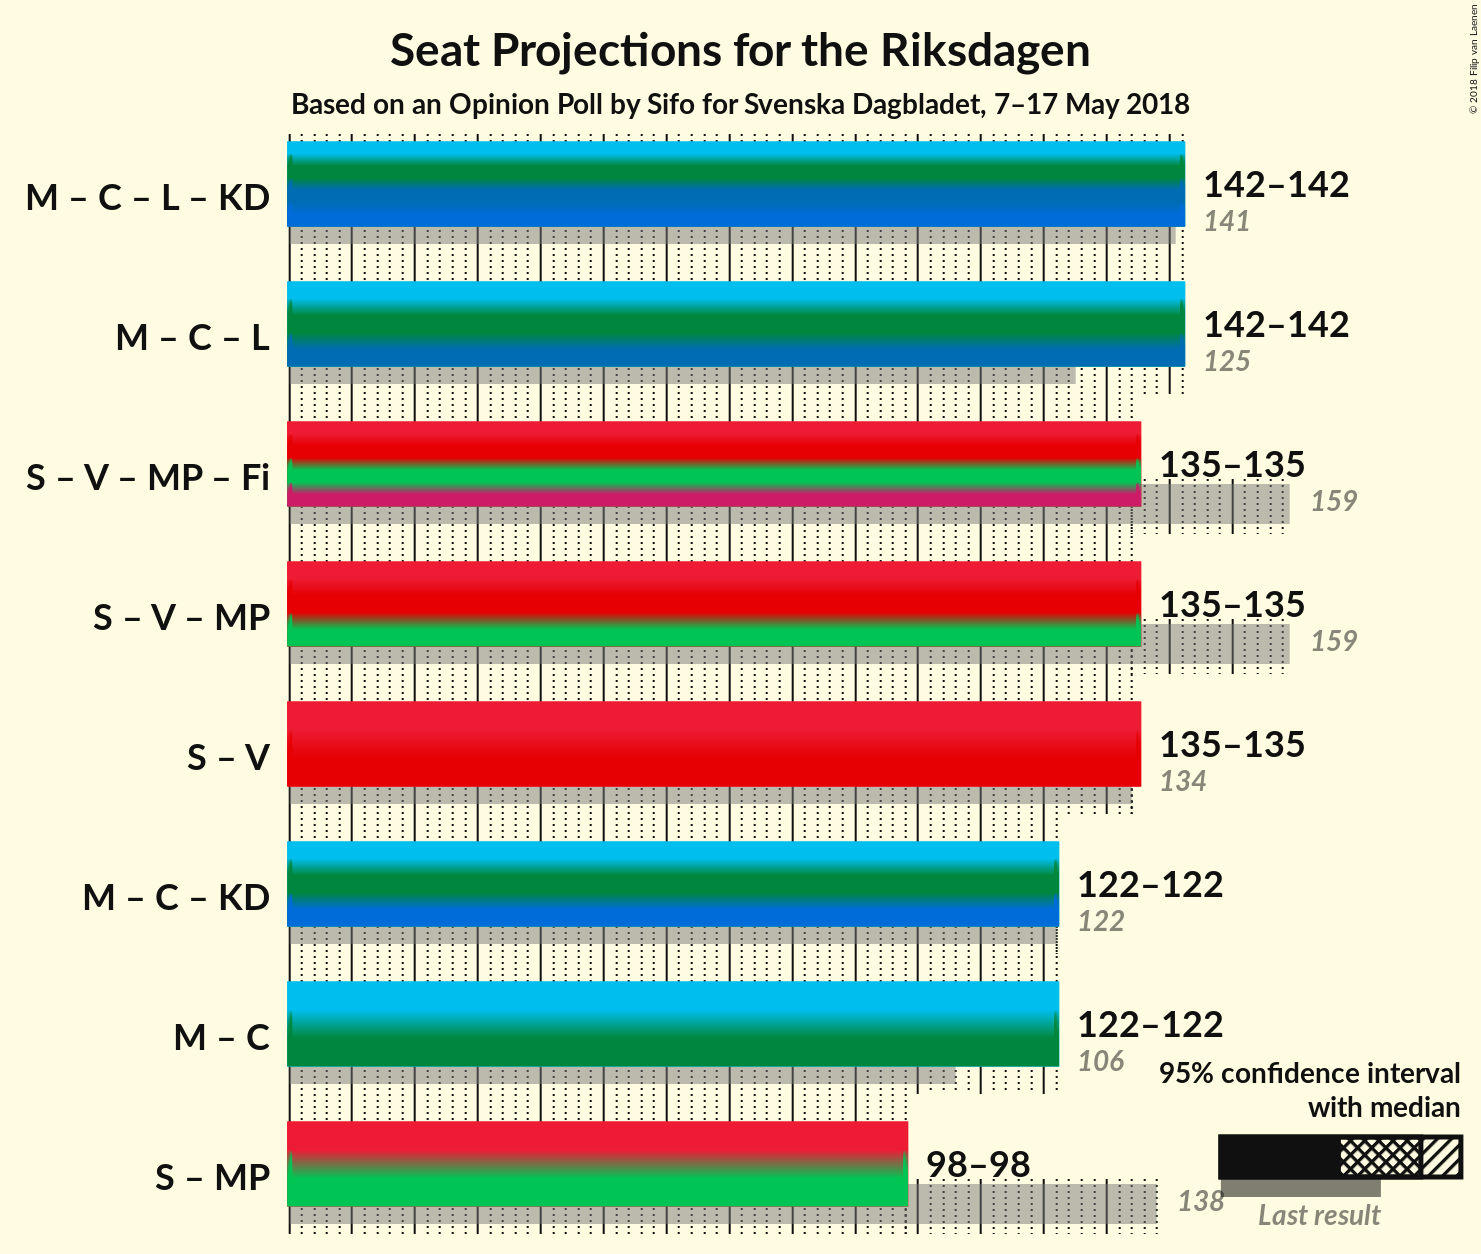 Seat Projections for the Riksdagen
Based on an Opinion Poll by Sifo for Svenska Dagbladet, 7–17 May 2018
© 2018 Filip van Laenen
M – C – L – KD
142–142
141
M – C – L
142–142
125
S – V – MP – Fi
135–135
159
S – V – MP
135–135
159
S – V
135–135
134
M – C – KD
122–122
122
M – C
122–122
106
S – MP
98–98
138
95% confidence interval
with median
Last result